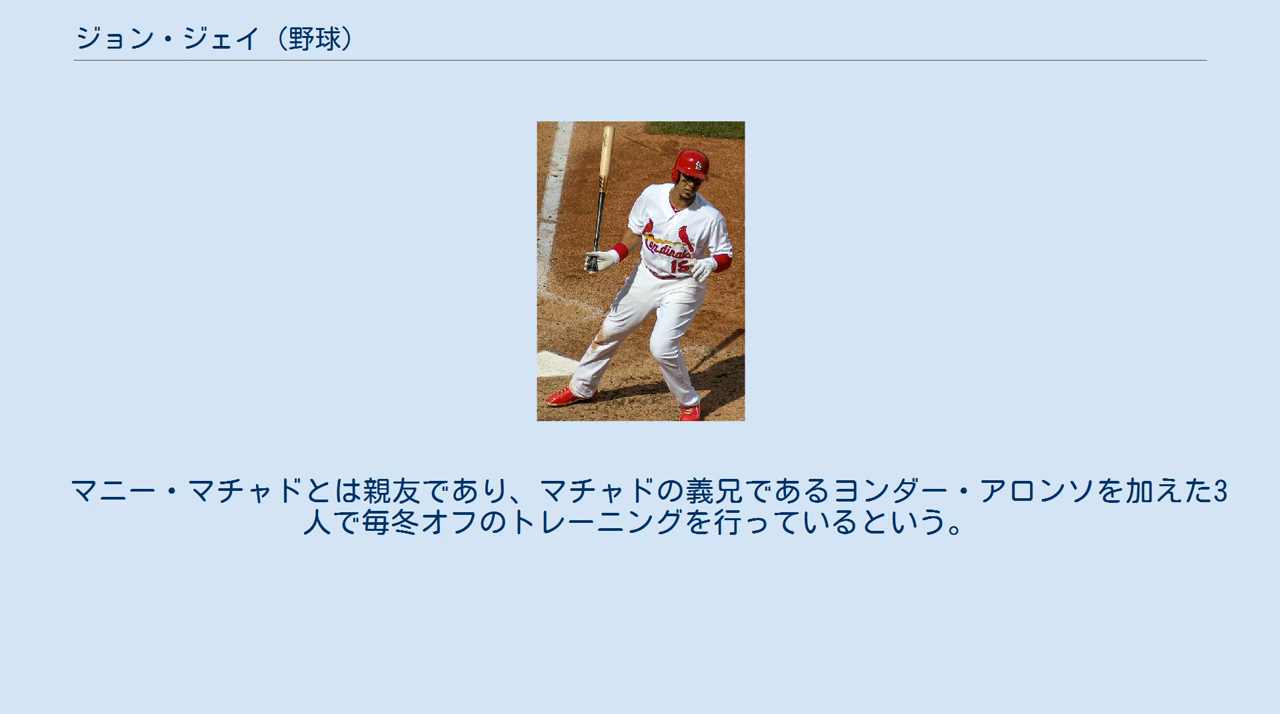 ジョン・ジェイ（野球）
Cardinals
マニー・マチャドとは親友であり、マチャドの義兄であるヨンダー・アロンソを加えた3
人で毎冬オフのトレーニングを行っているという。